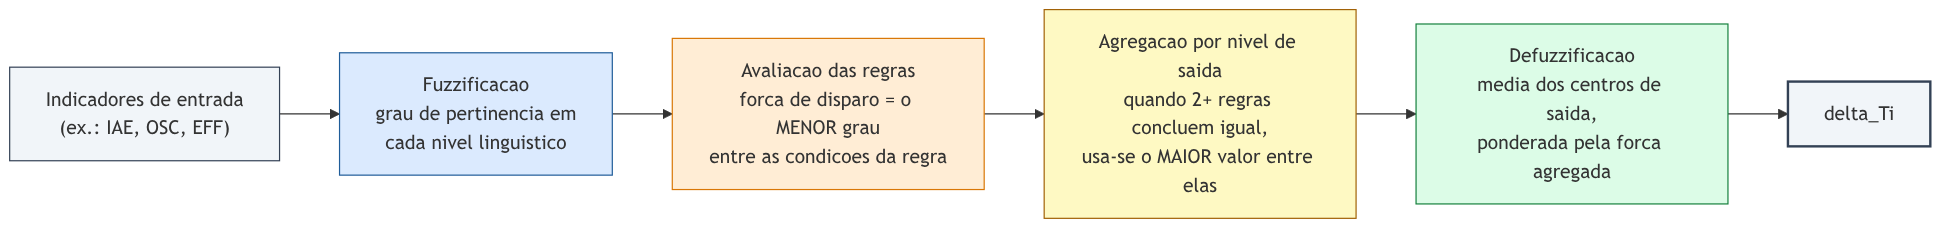 Indicadores de entrada
(ex.: IAE, OSC, EFF)
Fuzzificacao
grau de pertinencia em
cada nivel linguistico
Avaliacao das regras
forca de disparo = o
MENOR grau
entre as condicoes da regra
Agregacao por nivel de
saida
quando 2+ regras
concluem igual,
usa-se o MAIOR valor entre
elas
Defuzzificacao
media dos centros de
saida,
ponderada pela forca
agregada
delta_Ti